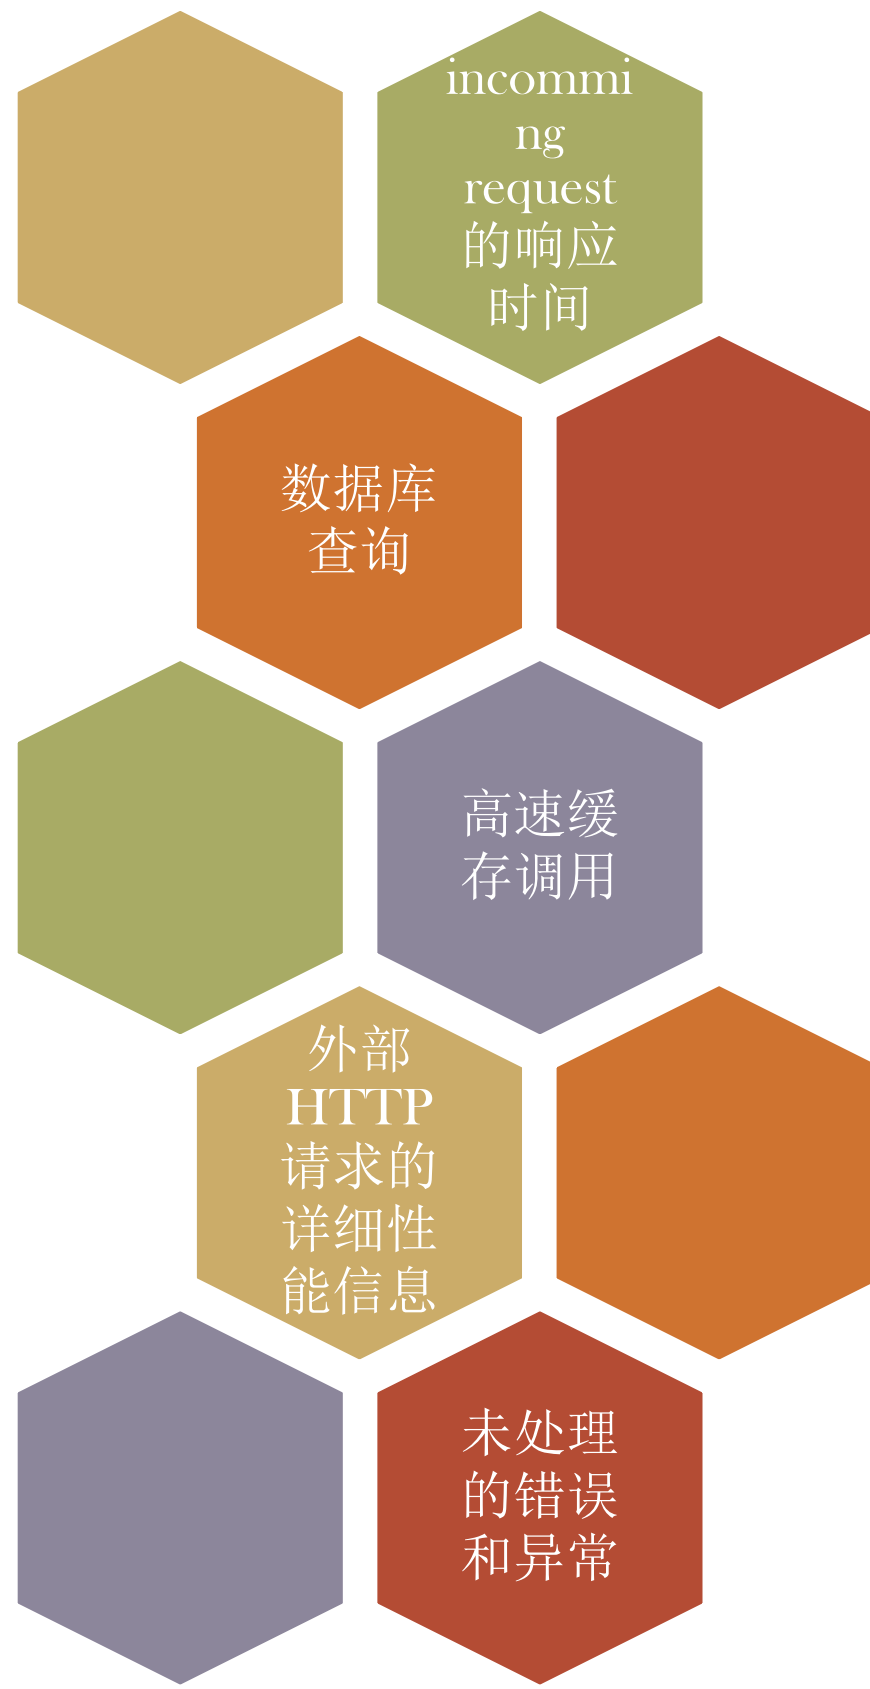 incommi
ng
request
的响应
时间
数据库
查询
高速缓
存调用
外部
HTTP
请求的
详细性
能信息
未处理
的错误
和异常